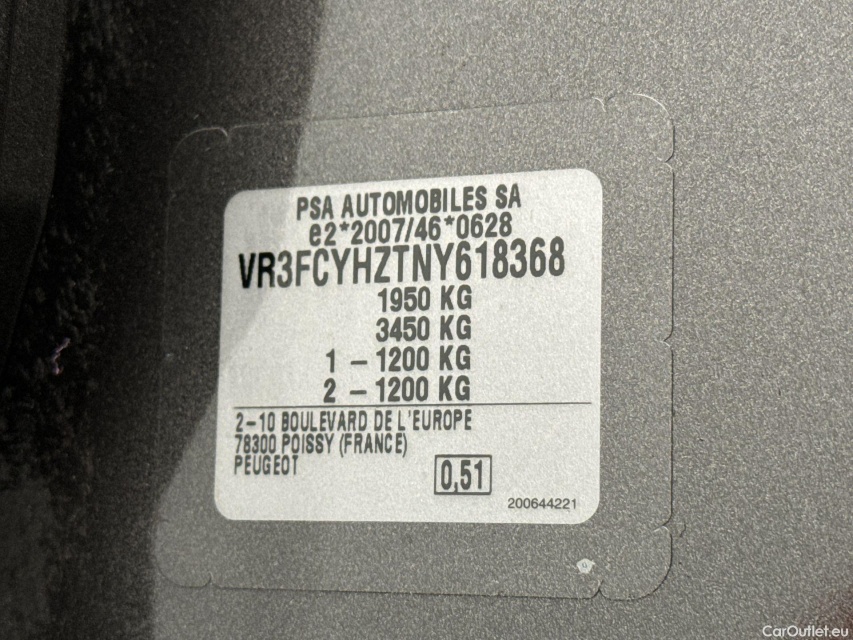 PSA AUTOMOBILES SA
e2*2007/46*0628
VR3FCYHZTNY618368
1950 KG
3450 KG
1 – 1200 KG
2 – 1200 KG
2–10 BOULEVARD DE L'EUROPE
78300 POISSY (FRANCE)
PEUGEOT
0,51
200644221
CarOutlet.eu